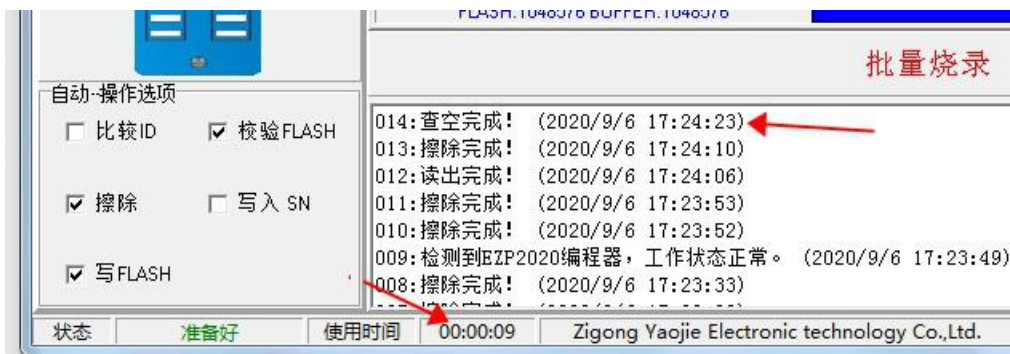 FLASH:1048576 BUFFER:1048576
批量烧录
自动--操作选项
比较ID
校验FLASH
擦除
写入 SN
写FLASH
014:查空完成! (2020/9/6 17:24:23)
013:擦除完成! (2020/9/6 17:24:10)
012:读出完成! (2020/9/6 17:24:06)
011:擦除完成! (2020/9/6 17:23:53)
010:擦除完成! (2020/9/6 17:23:52)
009:检测到EZP2020编程器,工作状态正常。 (2020/9/6 17:23:49)
008:擦除完成! (2020/9/6 17:23:33)
状态 准备好 使用时间 00:00:09 Zigong Yaojie Electronic technology Co.,Ltd.